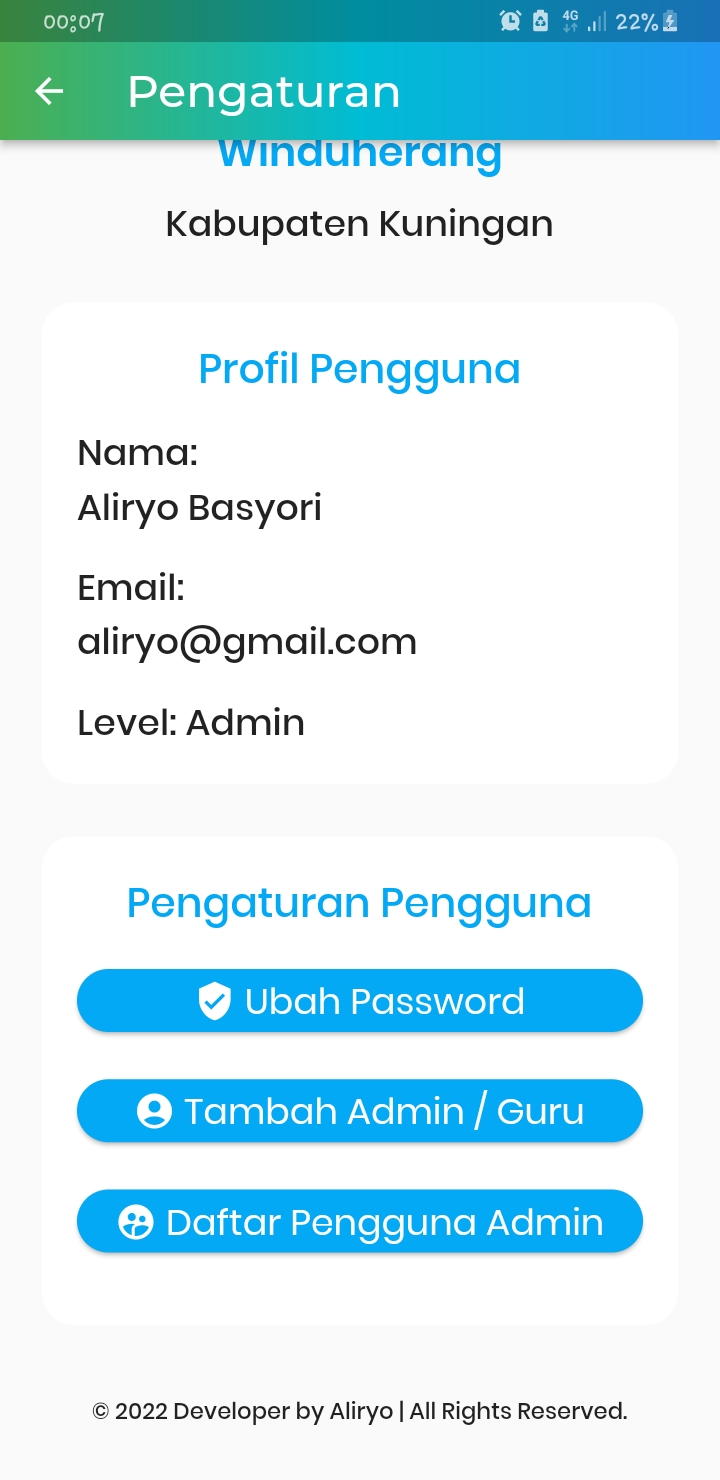 00:07
4G
22%
Pengaturan
Winduherang
Kabupaten Kuningan
Profil Pengguna
Nama:
Aliryo Basyori
Email:
aliryo@gmail.com
Level: Admin
Pengaturan Pengguna
Ubah Password
Tambah Admin / Guru
Daftar Pengguna Admin
© 2022 Developer by Aliryo | All Rights Reserved.